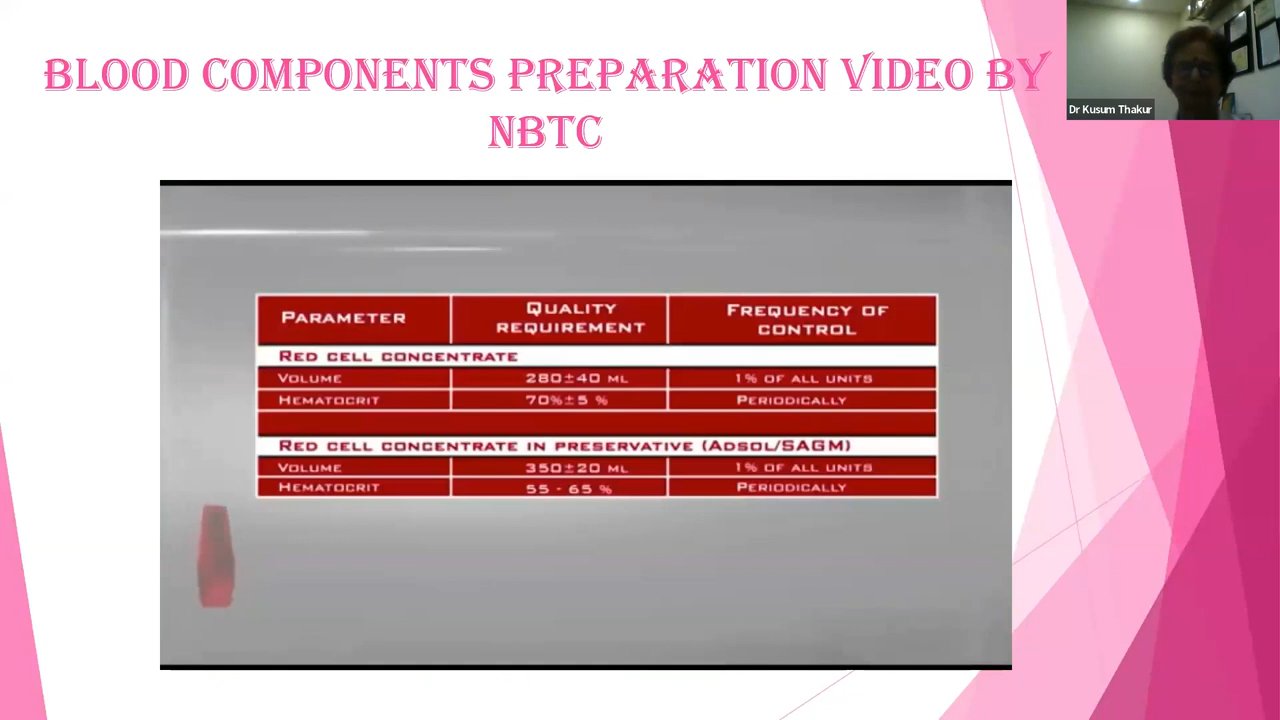 BLOOD COMPONENTS PREPARATION VIDEO BY
NBTC
Dr Kusum Thakur
PARAMETER QUALITY REQUIREMENT FREQUENCY OF CONTROL
RED CELL CONCENTRATE
VOLUME 280±40 ML 1% OF ALL UNITS
HEMATOCRIT 70%±5 % PERIODICALLY
RED CELL CONCENTRATE IN PRESERVATIVE (ADSOL/SAGM)
VOLUME 350±20 ML 1% OF ALL UNITS
HEMATOCRIT 55 - 65 % PERIODICALLY